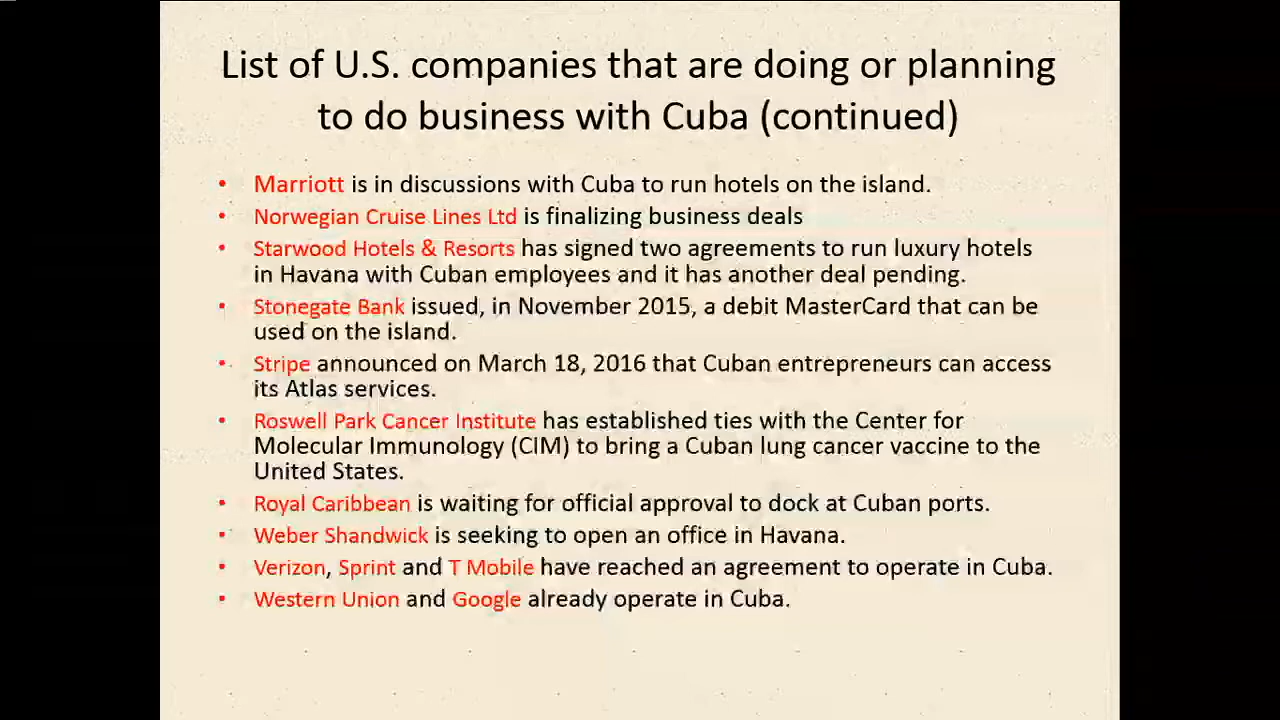 List of U.S. companies that are doing or planning
to do business with Cuba (continued)
• Marriott is in discussions with Cuba to run hotels on the island.
• Norwegian Cruise Lines Ltd is finalizing business deals
• Starwood Hotels & Resorts has signed two agreements to run luxury hotels
in Havana with Cuban employees and it has another deal pending.
• Stonegate Bank issued, in November 2015, a debit MasterCard that can be
used on the island.
• Stripe announced on March 18, 2016 that Cuban entrepreneurs can access
its Atlas services.
• Roswell Park Cancer Institute has established ties with the Center for
Molecular Immunology (CIM) to bring a Cuban lung cancer vaccine to the
United States.
• Royal Caribbean is waiting for official approval to dock at Cuban ports.
• Weber Shandwick is seeking to open an office in Havana.
• Verizon, Sprint and T Mobile have reached an agreement to operate in Cuba.
• Western Union and Google already operate in Cuba.